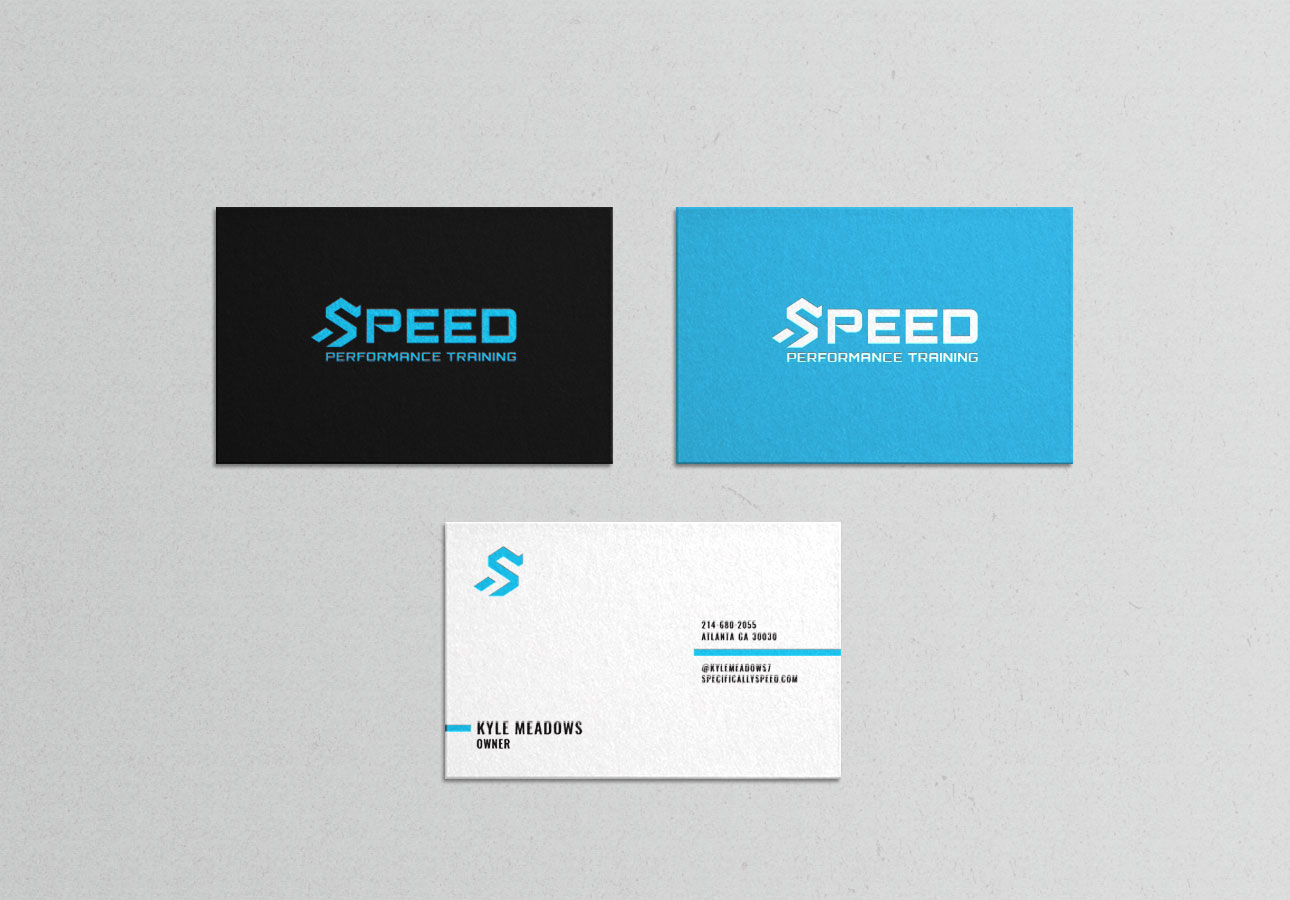 SPEED
PERFORMANCE TRAINING
SPEED
PERFORMANCE TRAINING
S
214-680-2055
ATLANTA GA 30030
@KYLEMEADOWS7
SPECIFICALLYSPEED.COM
KYLE MEADOWS
OWNER